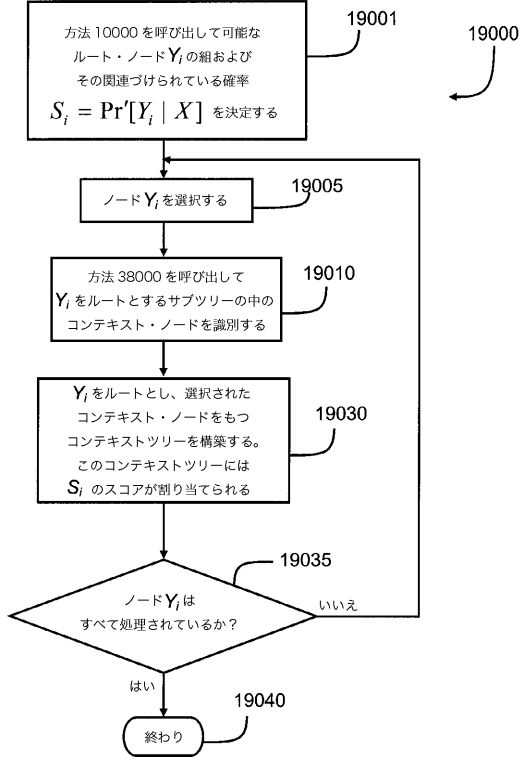 19001
19000
方法 10000 を呼び出して可能な
ルート・ノード Yi の組および
その関連づけられている確率
Si = Pr'[Yi | X] を決定する
19005
ノード Yi を選択する
19010
方法 38000 を呼び出して
Yi をルートとするサブツリーの中の
コンテキスト・ノードを識別する
19030
Yi をルートとし、選択された
コンテキスト・ノードをもつ
コンテキストツリーを構築する。
このコンテキストツリーには
Si のスコアが割り当てられる
19035
ノード Yi は
すべて処理されているか？
いいえ
はい
19040
終わり